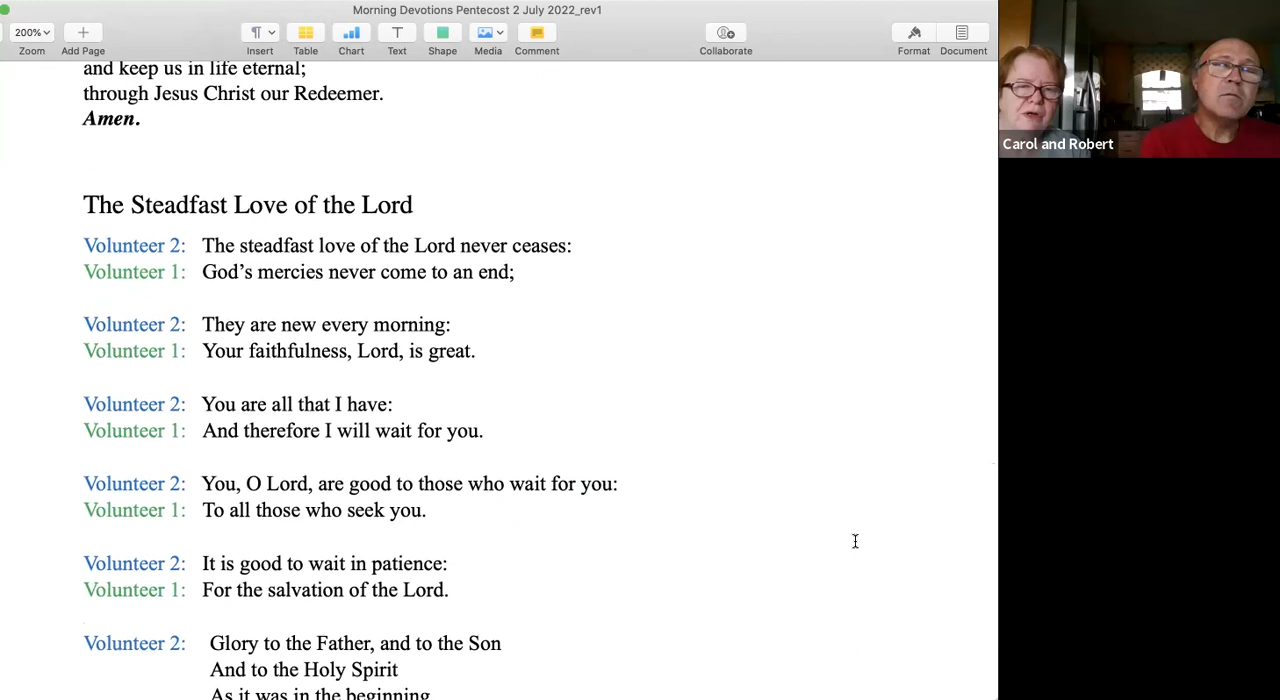 Morning Devotions Pentecost 2 July 2022_rev1
200%
Zoom
Add Page
Insert
Table
Chart
Text
Shape
Media
Comment
Collaborate
Format
Document
and keep us in life eternal;
through Jesus Christ our Redeemer.
Amen.
The Steadfast Love of the Lord
Volunteer 2: The steadfast love of the Lord never ceases:
Volunteer 1: God’s mercies never come to an end;
Volunteer 2: They are new every morning:
Volunteer 1: Your faithfulness, Lord, is great.
Volunteer 2: You are all that I have:
Volunteer 1: And therefore I will wait for you.
Volunteer 2: You, O Lord, are good to those who wait for you:
Volunteer 1: To all those who seek you.
Volunteer 2: It is good to wait in patience:
Volunteer 1: For the salvation of the Lord.
Volunteer 2: Glory to the Father, and to the Son
And to the Holy Spirit
As it was in the beginning
Carol and Robert